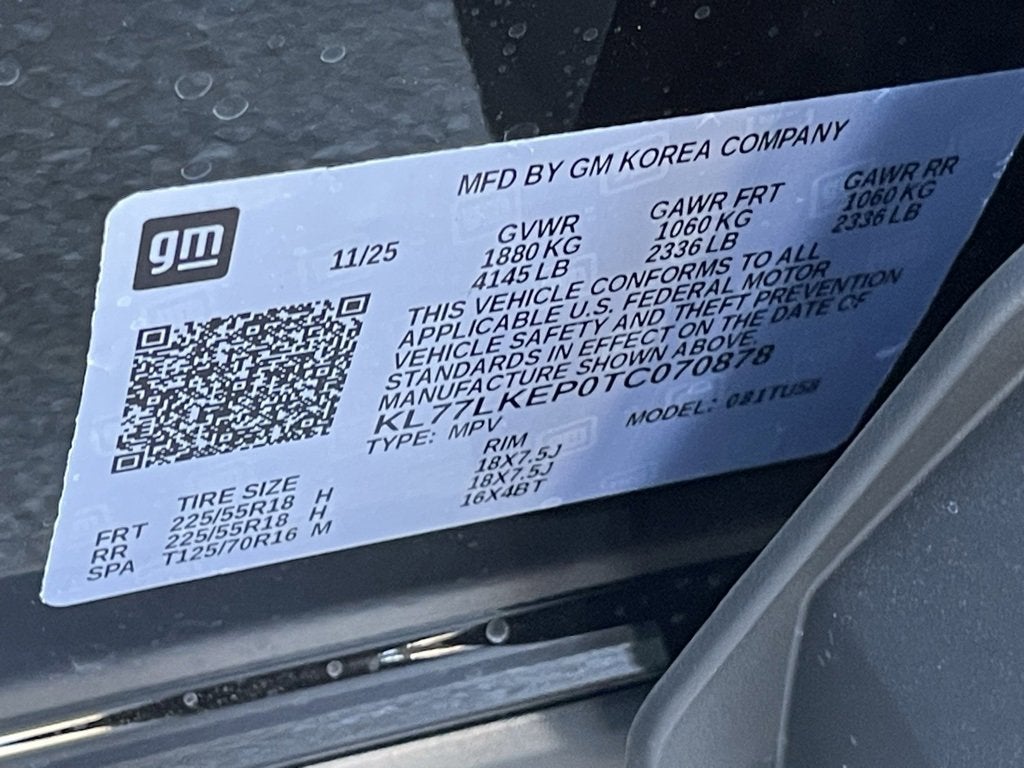 MFD BY GM KOREA COMPANY
gm
11/25
GVWR GAWR FRT GAWR RR
1880 KG 1060 KG 1060 KG
4145 LB 2336 LB 2336 LB
THIS VEHICLE CONFORMS TO ALL
APPLICABLE U.S. FEDERAL MOTOR
VEHICLE SAFETY AND THEFT PREVENTION
STANDARDS IN EFFECT ON THE DATE OF
MANUFACTURE SHOWN ABOVE.
KL77LKEP0TC070878
TYPE: MPV MODEL: 081TU58
TIRE SIZE RIM
FRT 225/55R18 H 18X7.5J
RR 225/55R18 H 18X7.5J
SPA T125/70R16 M 16X4BT